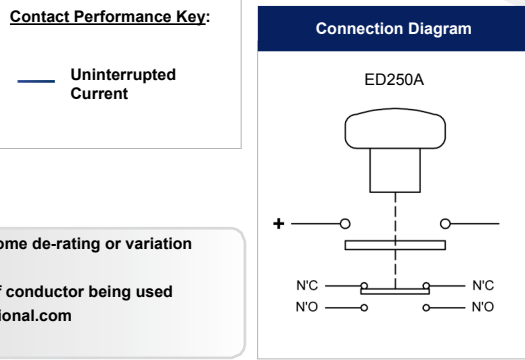 Contact Performance Key:
Uninterrupted
Current
ome de-rating or variation
f conductor being used
ional.com
Connection Diagram
ED250A
+
N'C N'C
N'O N'O